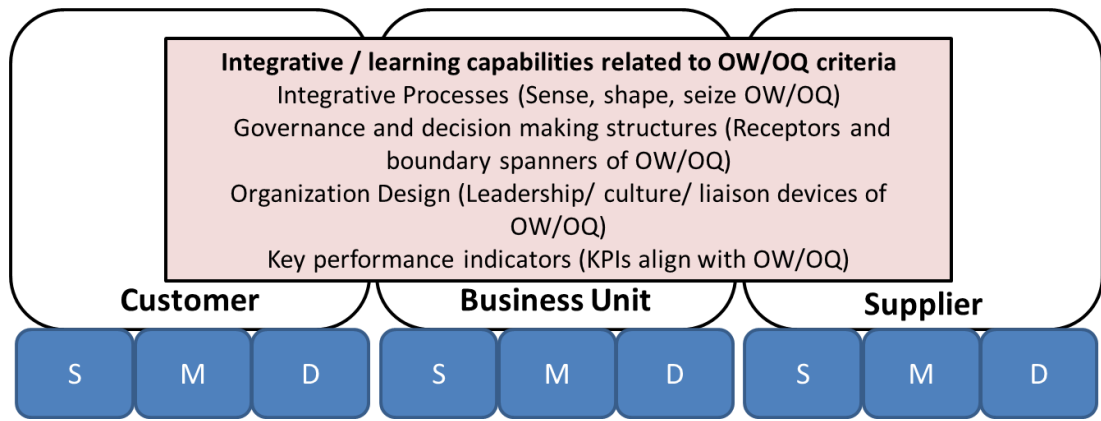 Integrative / learning capabilities related to OW/OQ criteria
Integrative Processes (Sense, shape, seize OW/OQ)
Governance and decision making structures (Receptors and
boundary spanners of OW/OQ)
Organization Design (Leadership/ culture/ liaison devices of
OW/OQ)
Key performance indicators (KPIs align with OW/OQ)
Customer Business Unit Supplier
S M D S M D S M D